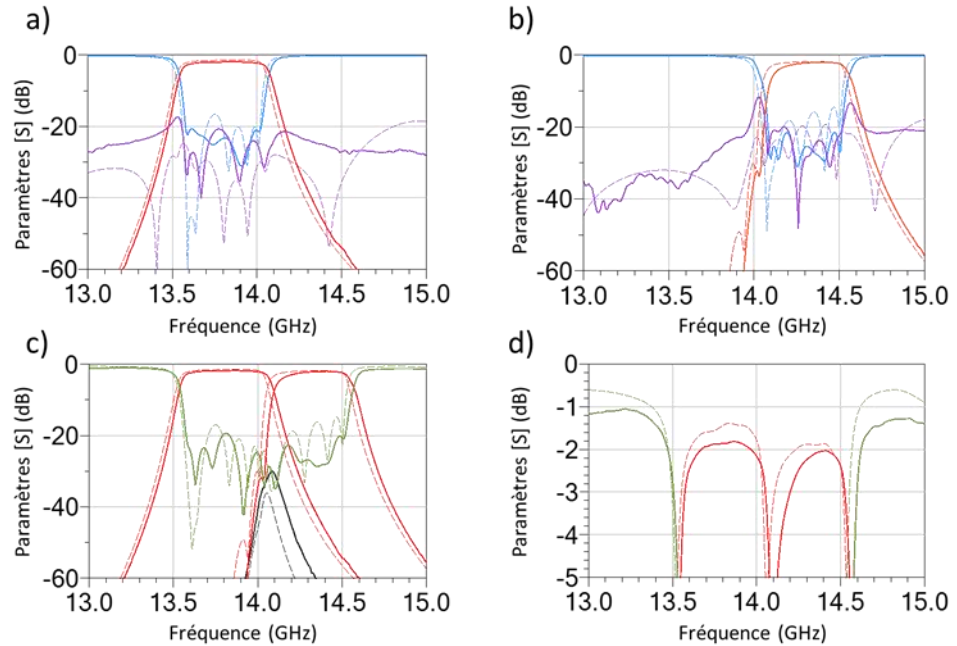 a)
0
-20
-40
-60
Paramètres [S] (dB)
13.0 13.5 14.0 14.5 15.0
Fréquence (GHz)
b)
0
-20
-40
-60
Paramètres [S] (dB)
13.0 13.5 14.0 14.5 15.0
Fréquence (GHz)
c)
0
-20
-40
-60
Paramètres [S] (dB)
13.0 13.5 14.0 14.5 15.0
Fréquence (GHz)
d)
0
-1
-2
-3
-4
-5
Paramètres [S] (dB)
13.0 13.5 14.0 14.5 15.0
Fréquence (GHz)